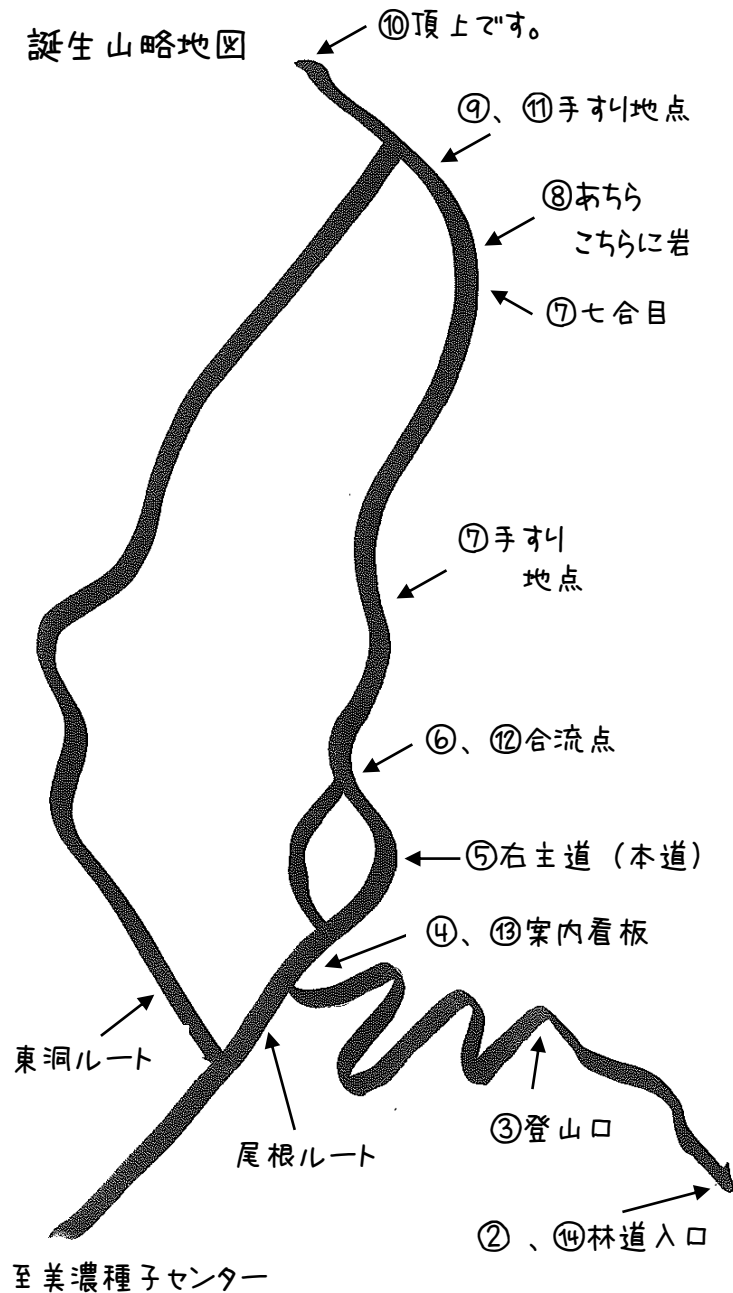 誕生山略地図
⑩頂上です。
⑨、⑪手すり地点
⑧あちら
こちらに岩
⑦七合目
⑦手すり
地点
⑥、⑫合流点
⑤右主道（本道）
④、⑬案内看板
東洞ルート
尾根ルート
③登山口
②、⑭林道入口
至美濃種子センター